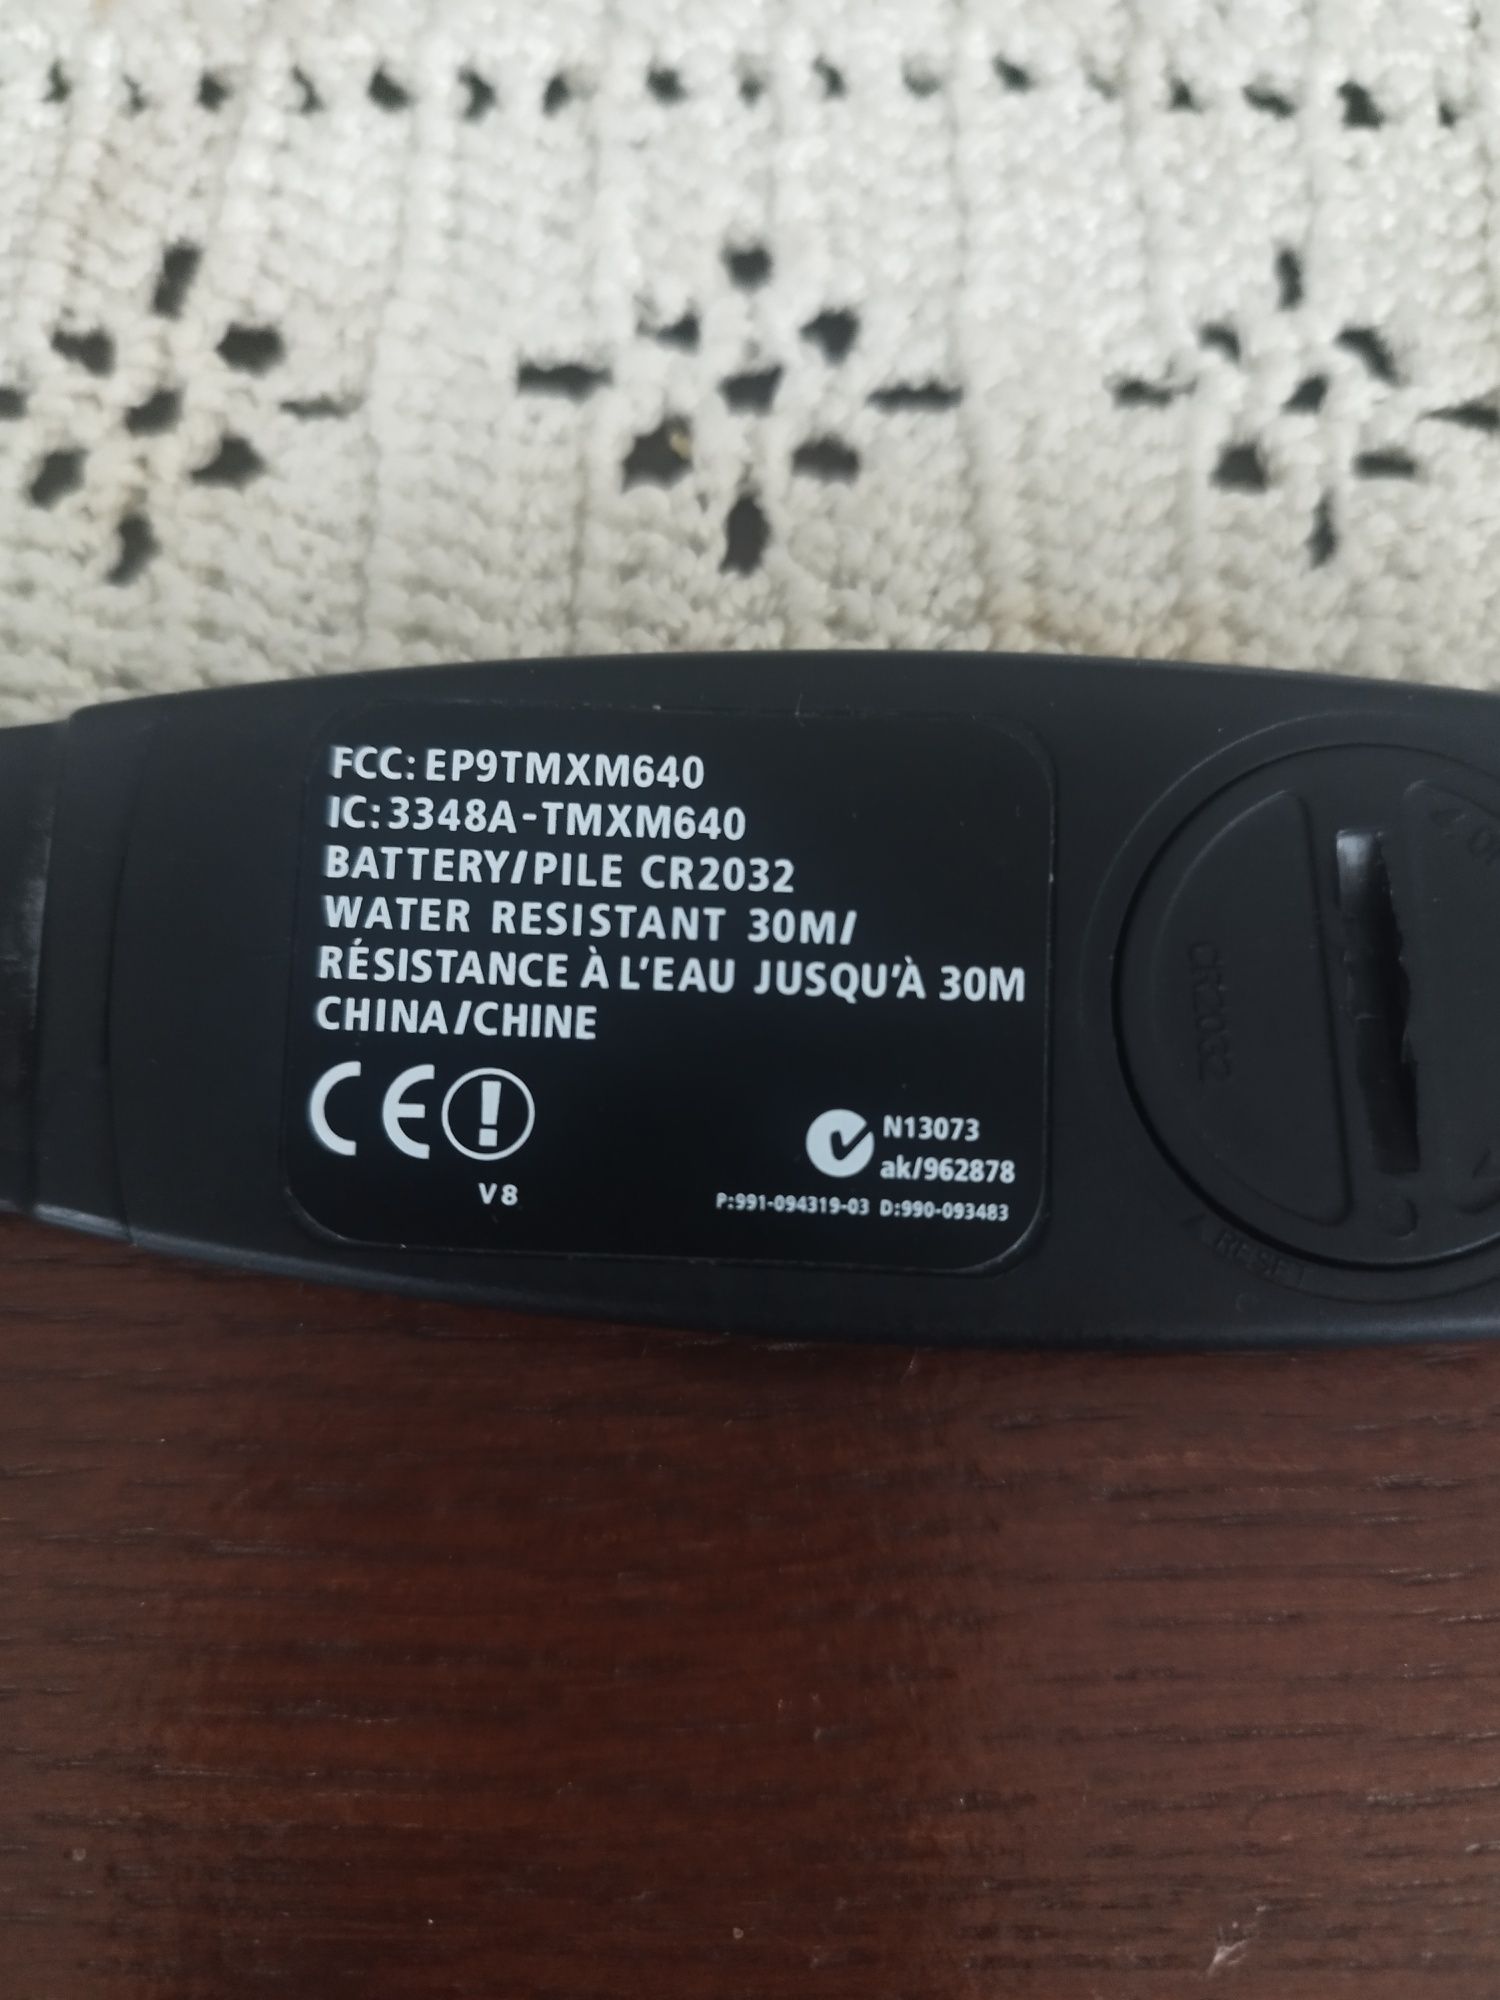 FCC: EP9TMXM640
IC: 3348A-TMXM640
BATTERY/PILE CR2032
WATER RESISTANT 30M/
RÉSISTANCE À L'EAU JUSQU'À 30M
CHINA/CHINE
CE
V8
N13073
ak/962878
P:991-094319-03 D:990-093483
CR2032
RESET